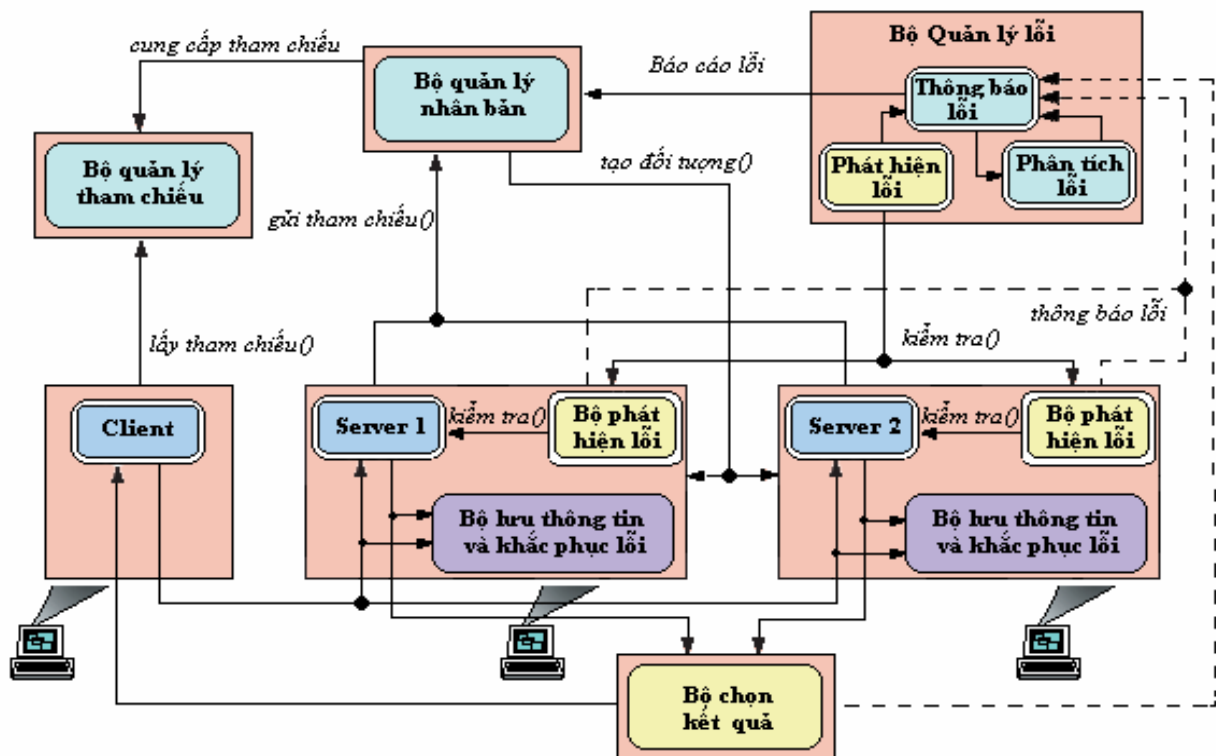 cung cấp tham chiếu
Bộ quản lý
nhân bản
Báo cáo lỗi
Bộ Quản lý lỗi
Thông báo
lỗi
Phát hiện
lỗi
Phân tích
lỗi
Bộ quản lý
tham chiếu
tạo đối tượng()
gửi tham chiếu()
lấy tham chiếu()
thông báo lỗi
kiểm tra()
Client
Server 1
kiểm tra()
Bộ phát
hiện lỗi
Server 2
kiểm tra()
Bộ phát
hiện lỗi
Bộ lưu thông tin
và khắc phục lỗi
Bộ lưu thông tin
và khắc phục lỗi
Bộ chọn
kết quả